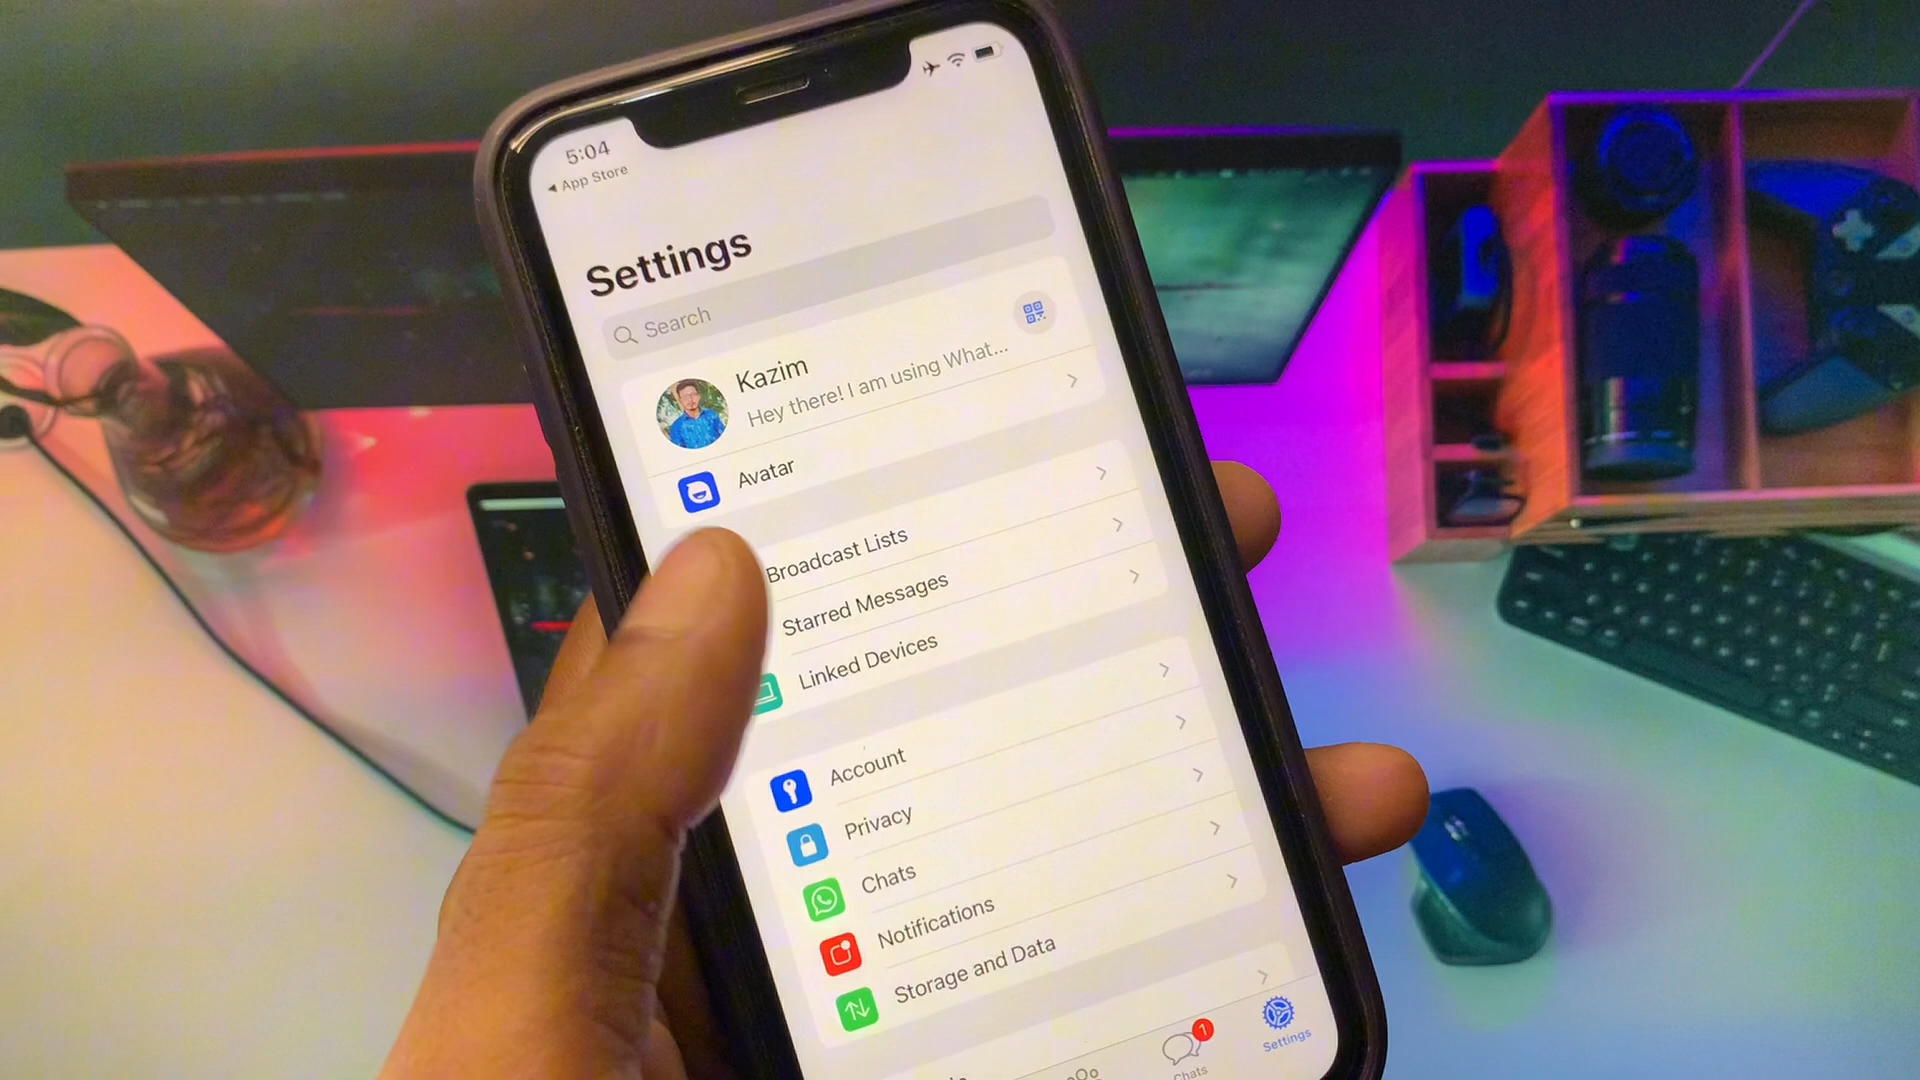 5:04
◂ App Store
Settings
Search
Kazim
Hey there! I am using What...
Avatar
Broadcast Lists
Starred Messages
Linked Devices
Account
Privacy
Chats
Notifications
Storage and Data
1
Chats
Settings